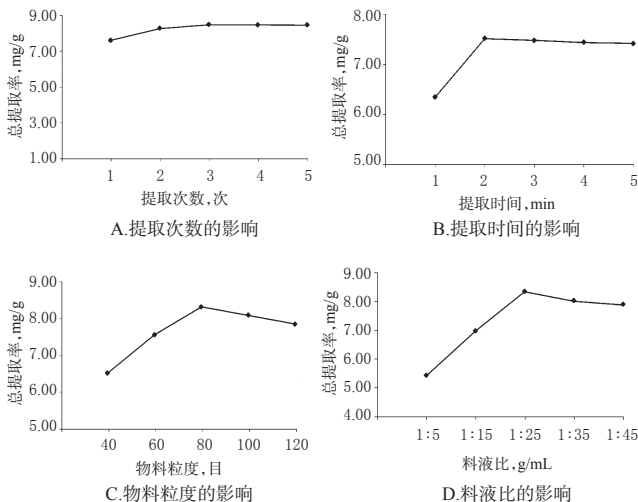 9.00
7.00
5.00
3.00
1.00
总提取率,mg/g
1 2 3 4 5
提取次数,次
A.提取次数的影响
8.00
7.00
6.00
5.00
总提取率,mg/g
1 2 3 4 5
提取时间,min
B.提取时间的影响
9.00
8.00
7.00
6.00
5.00
总提取率,mg/g
40 60 80 100 120
物料粒度,目
C.物料粒度的影响
9.00
8.00
7.00
6.00
5.00
4.00
总提取率,mg/g
1∶5 1∶15 1∶25 1∶35 1∶45
料液比,g/mL
D.料液比的影响